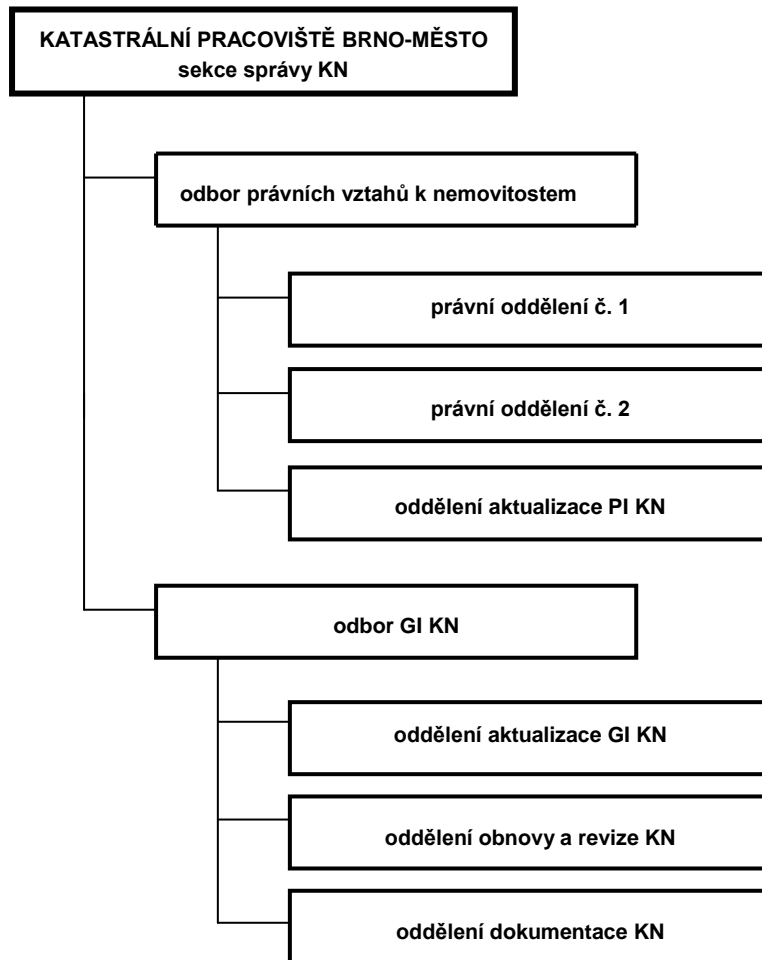 KATASTRÁLNÍ PRACOVIŠTĚ BRNO-MĚSTO
sekce správy KN
odbor právních vztahů k nemovitostem
právní oddělení č. 1
právní oddělení č. 2
oddělení aktualizace PI KN
odbor GI KN
oddělení aktualizace GI KN
oddělení obnovy a revize KN
oddělení dokumentace KN